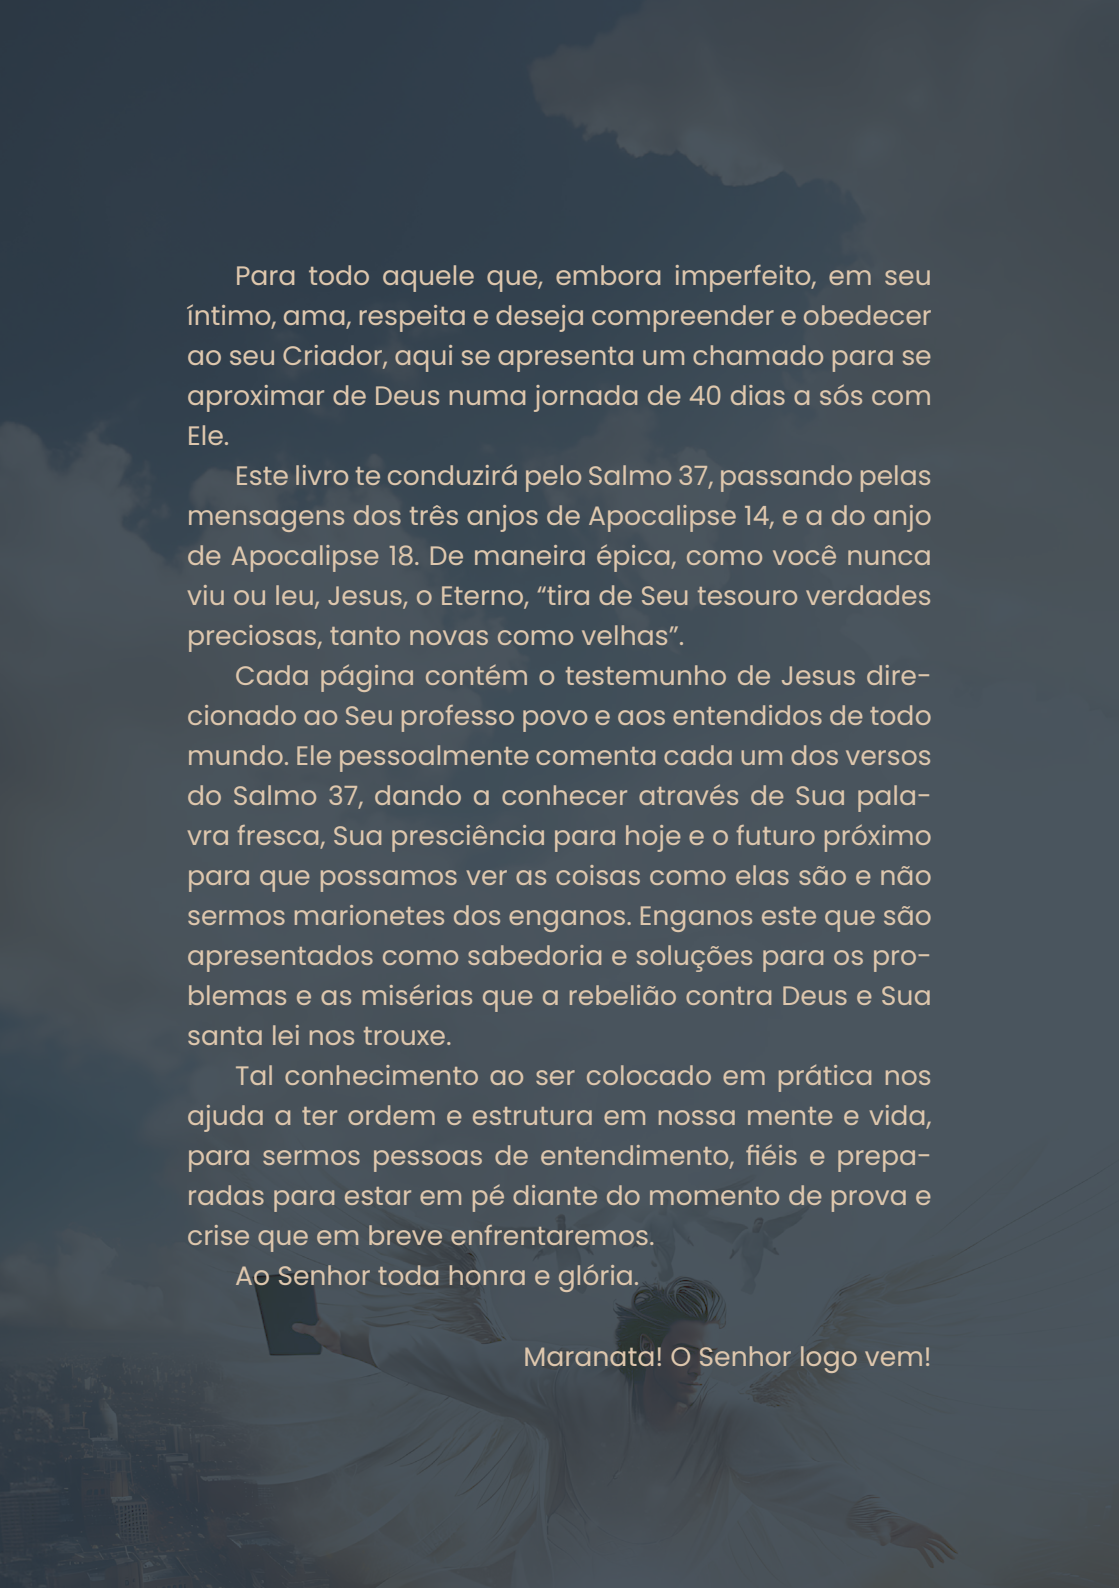 Para todo aquele que, embora imperfeito, em seu
íntimo, ama, respeita e deseja compreender e obedecer
ao seu Criador, aqui se apresenta um chamado para se
aproximar de Deus numa jornada de 40 dias a sós com
Ele.
Este livro te conduzirá pelo Salmo 37, passando pelas
mensagens dos três anjos de Apocalipse 14, e a do anjo
de Apocalipse 18. De maneira épica, como você nunca
viu ou leu, Jesus, o Eterno, “tira de Seu tesouro verdades
preciosas, tanto novas como velhas”.
Cada página contém o testemunho de Jesus dire-
cionado ao Seu professo povo e aos entendidos de todo
mundo. Ele pessoalmente comenta cada um dos versos
do Salmo 37, dando a conhecer através de Sua pala-
vra fresca, Sua presciência para hoje e o futuro próximo
para que possamos ver as coisas como elas são e não
sermos marionetes dos enganos. Enganos este que são
apresentados como sabedoria e soluções para os pro-
blemas e as misérias que a rebelião contra Deus e Sua
santa lei nos trouxe.
Tal conhecimento ao ser colocado em prática nos
ajuda a ter ordem e estrutura em nossa mente e vida,
para sermos pessoas de entendimento, fiéis e prepa-
radas para estar em pé diante do momento de prova e
crise que em breve enfrentaremos.
Ao Senhor toda honra e glória.
Maranata! O Senhor logo vem!